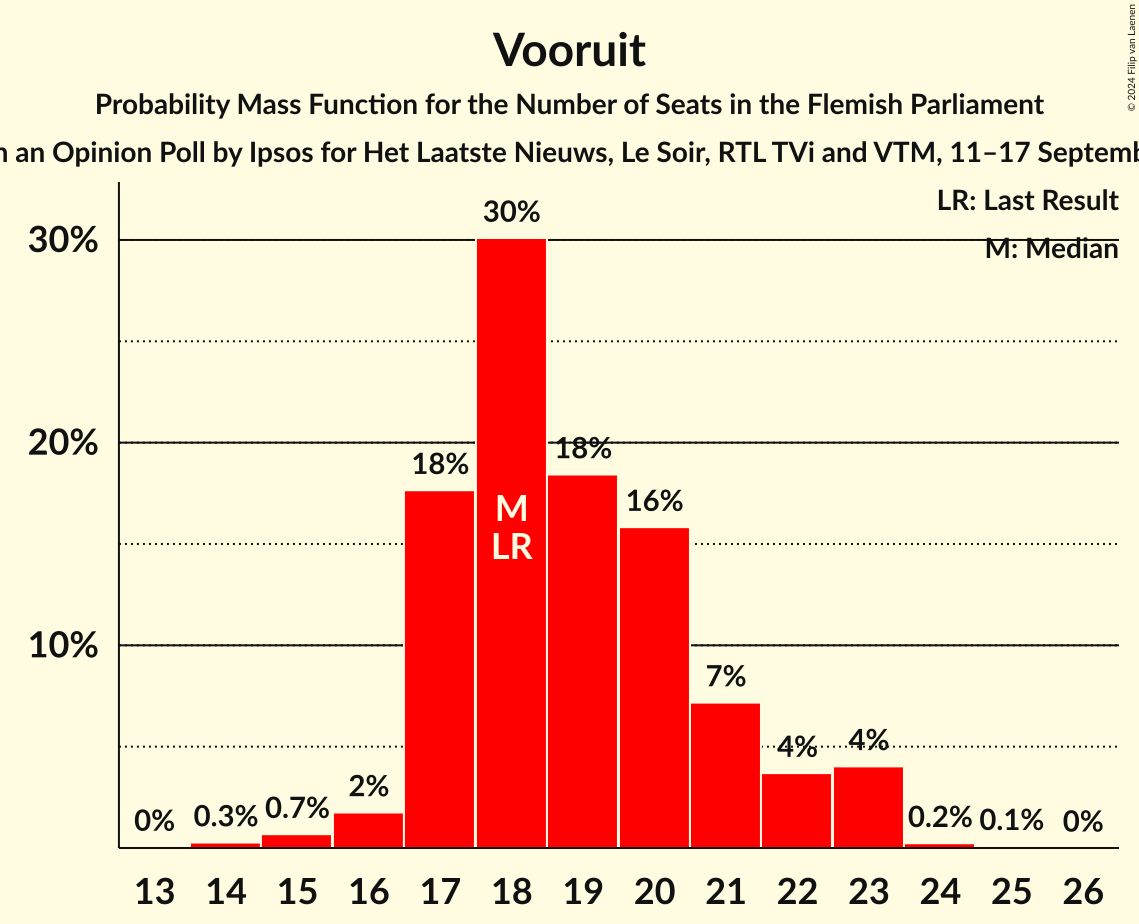 © 2024 Filip van Laenen
Vooruit
Probability Mass Function for the Number of Seats in the Flemish Parliament
an Opinion Poll by Ipsos for Het Laatste Nieuws, Le Soir, RTL TVi and VTM, 11–17
LR: Last Result
M: Median
30%
20%
10%
0% 0.3% 0.7% 2% 18% 30% 18% 16% 7% 4% 4% 0.2% 0.1% 0%
M
LR
13 14 15 16 17 18 19 20 21 22 23 24 25 26